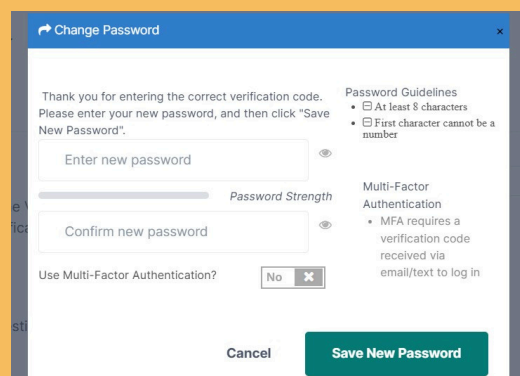 Change Password
×
Thank you for entering the correct verification code.
Please enter your new password, and then click "Save
New Password".
Enter new password
Password Strength
Confirm new password
Use Multi-Factor Authentication?
No
Password Guidelines
At least 8 characters
First character cannot be a
number
Multi-Factor
Authentication
MFA requires a
verification code
received via
email/text to log in
Cancel
Save New Password